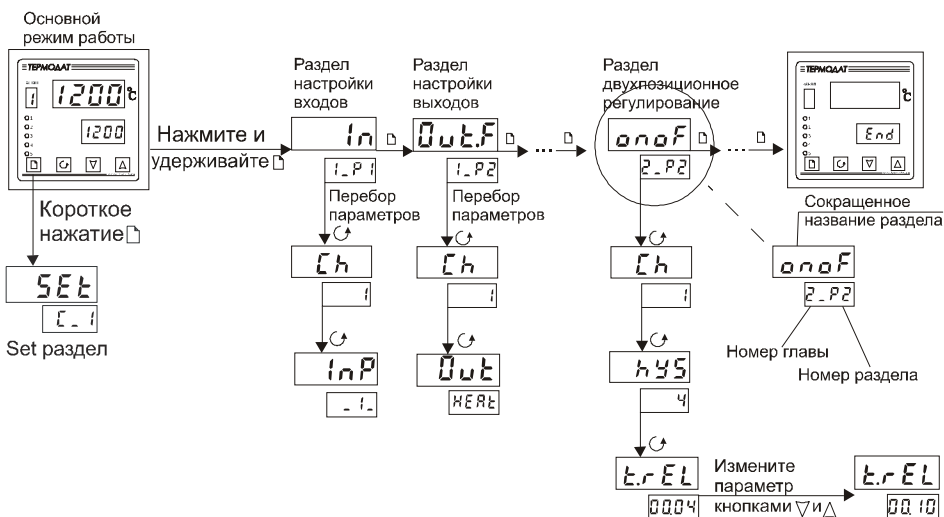 Основной
режим работы
ТЕРМОДАТ
1
1200 °C
1200
Нажмите и
удерживайте
Короткое
нажатие
SEt
C_1
Set раздел
Раздел
настройки
входов
In
1_P1
Перебор
параметров
Ch
1
InP
_1_
Раздел
настройки
выходов
Out.F
1_P2
Перебор
параметров
Ch
1
Out
HEAt
...
Раздел
двухпозиционное
регулирование
onoF
2_P2
Ch
1
hYS
4
t.rEL
00.04
Измените
параметр
кнопками ▽ и △
t.rEL
00.10
...
ТЕРМОДАТ
°C
End
Сокращенное
название раздела
onoF
2_P2
Номер главы
Номер раздела